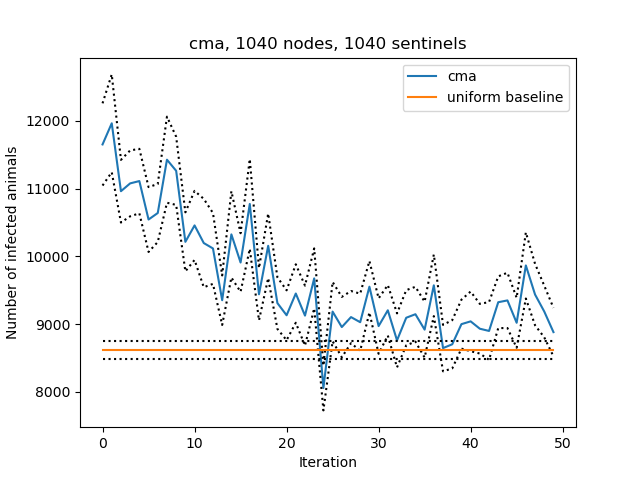 cma, 1040 nodes, 1040 sentinels
cma
uniform baseline
Number of infected animals
12000
11000
10000
9000
8000
0 10 20 30 40 50
Iteration